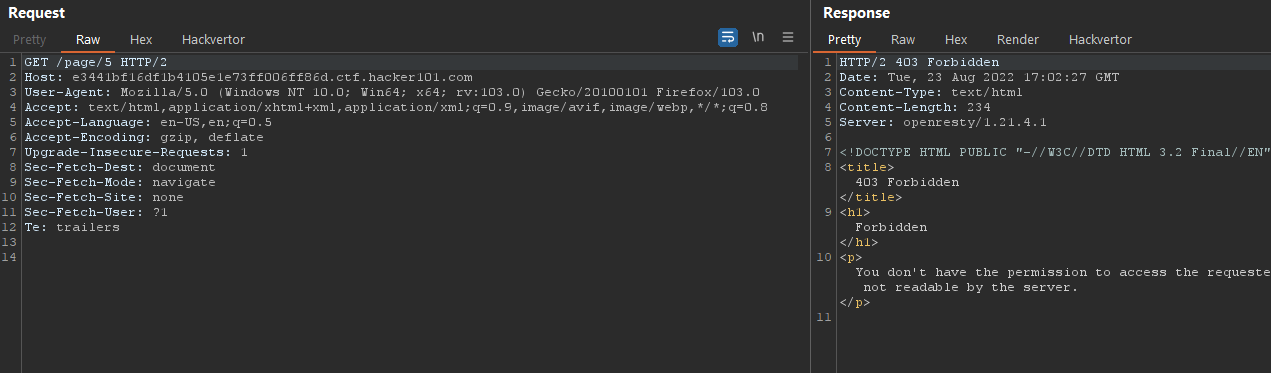 Request
Pretty Raw Hex Hackvertor \n
1 GET /page/5 HTTP/2
2 Host: e3441bf16df1b4105e1e73ff006ff86d.ctf.hacker101.com
3 User-Agent: Mozilla/5.0 (Windows NT 10.0; Win64; x64; rv:103.0) Gecko/20100101 Firefox/103.0
4 Accept: text/html,application/xhtml+xml,application/xml;q=0.9,image/avif,image/webp,*/*;q=0.8
5 Accept-Language: en-US,en;q=0.5
6 Accept-Encoding: gzip, deflate
7 Upgrade-Insecure-Requests: 1
8 Sec-Fetch-Dest: document
9 Sec-Fetch-Mode: navigate
10 Sec-Fetch-Site: none
11 Sec-Fetch-User: ?1
12 Te: trailers
13
14
Response
Pretty Raw Hex Render Hackvertor
1 HTTP/2 403 Forbidden
2 Date: Tue, 23 Aug 2022 17:02:27 GMT
3 Content-Type: text/html
4 Content-Length: 234
5 Server: openresty/1.21.4.1
6
7 <!DOCTYPE HTML PUBLIC "-//W3C//DTD HTML 3.2 Final//EN"
8 <title>
403 Forbidden
</title>
9 <h1>
Forbidden
</h1>
10 <p>
You don't have the permission to access the requeste
not readable by the server.
</p>
11